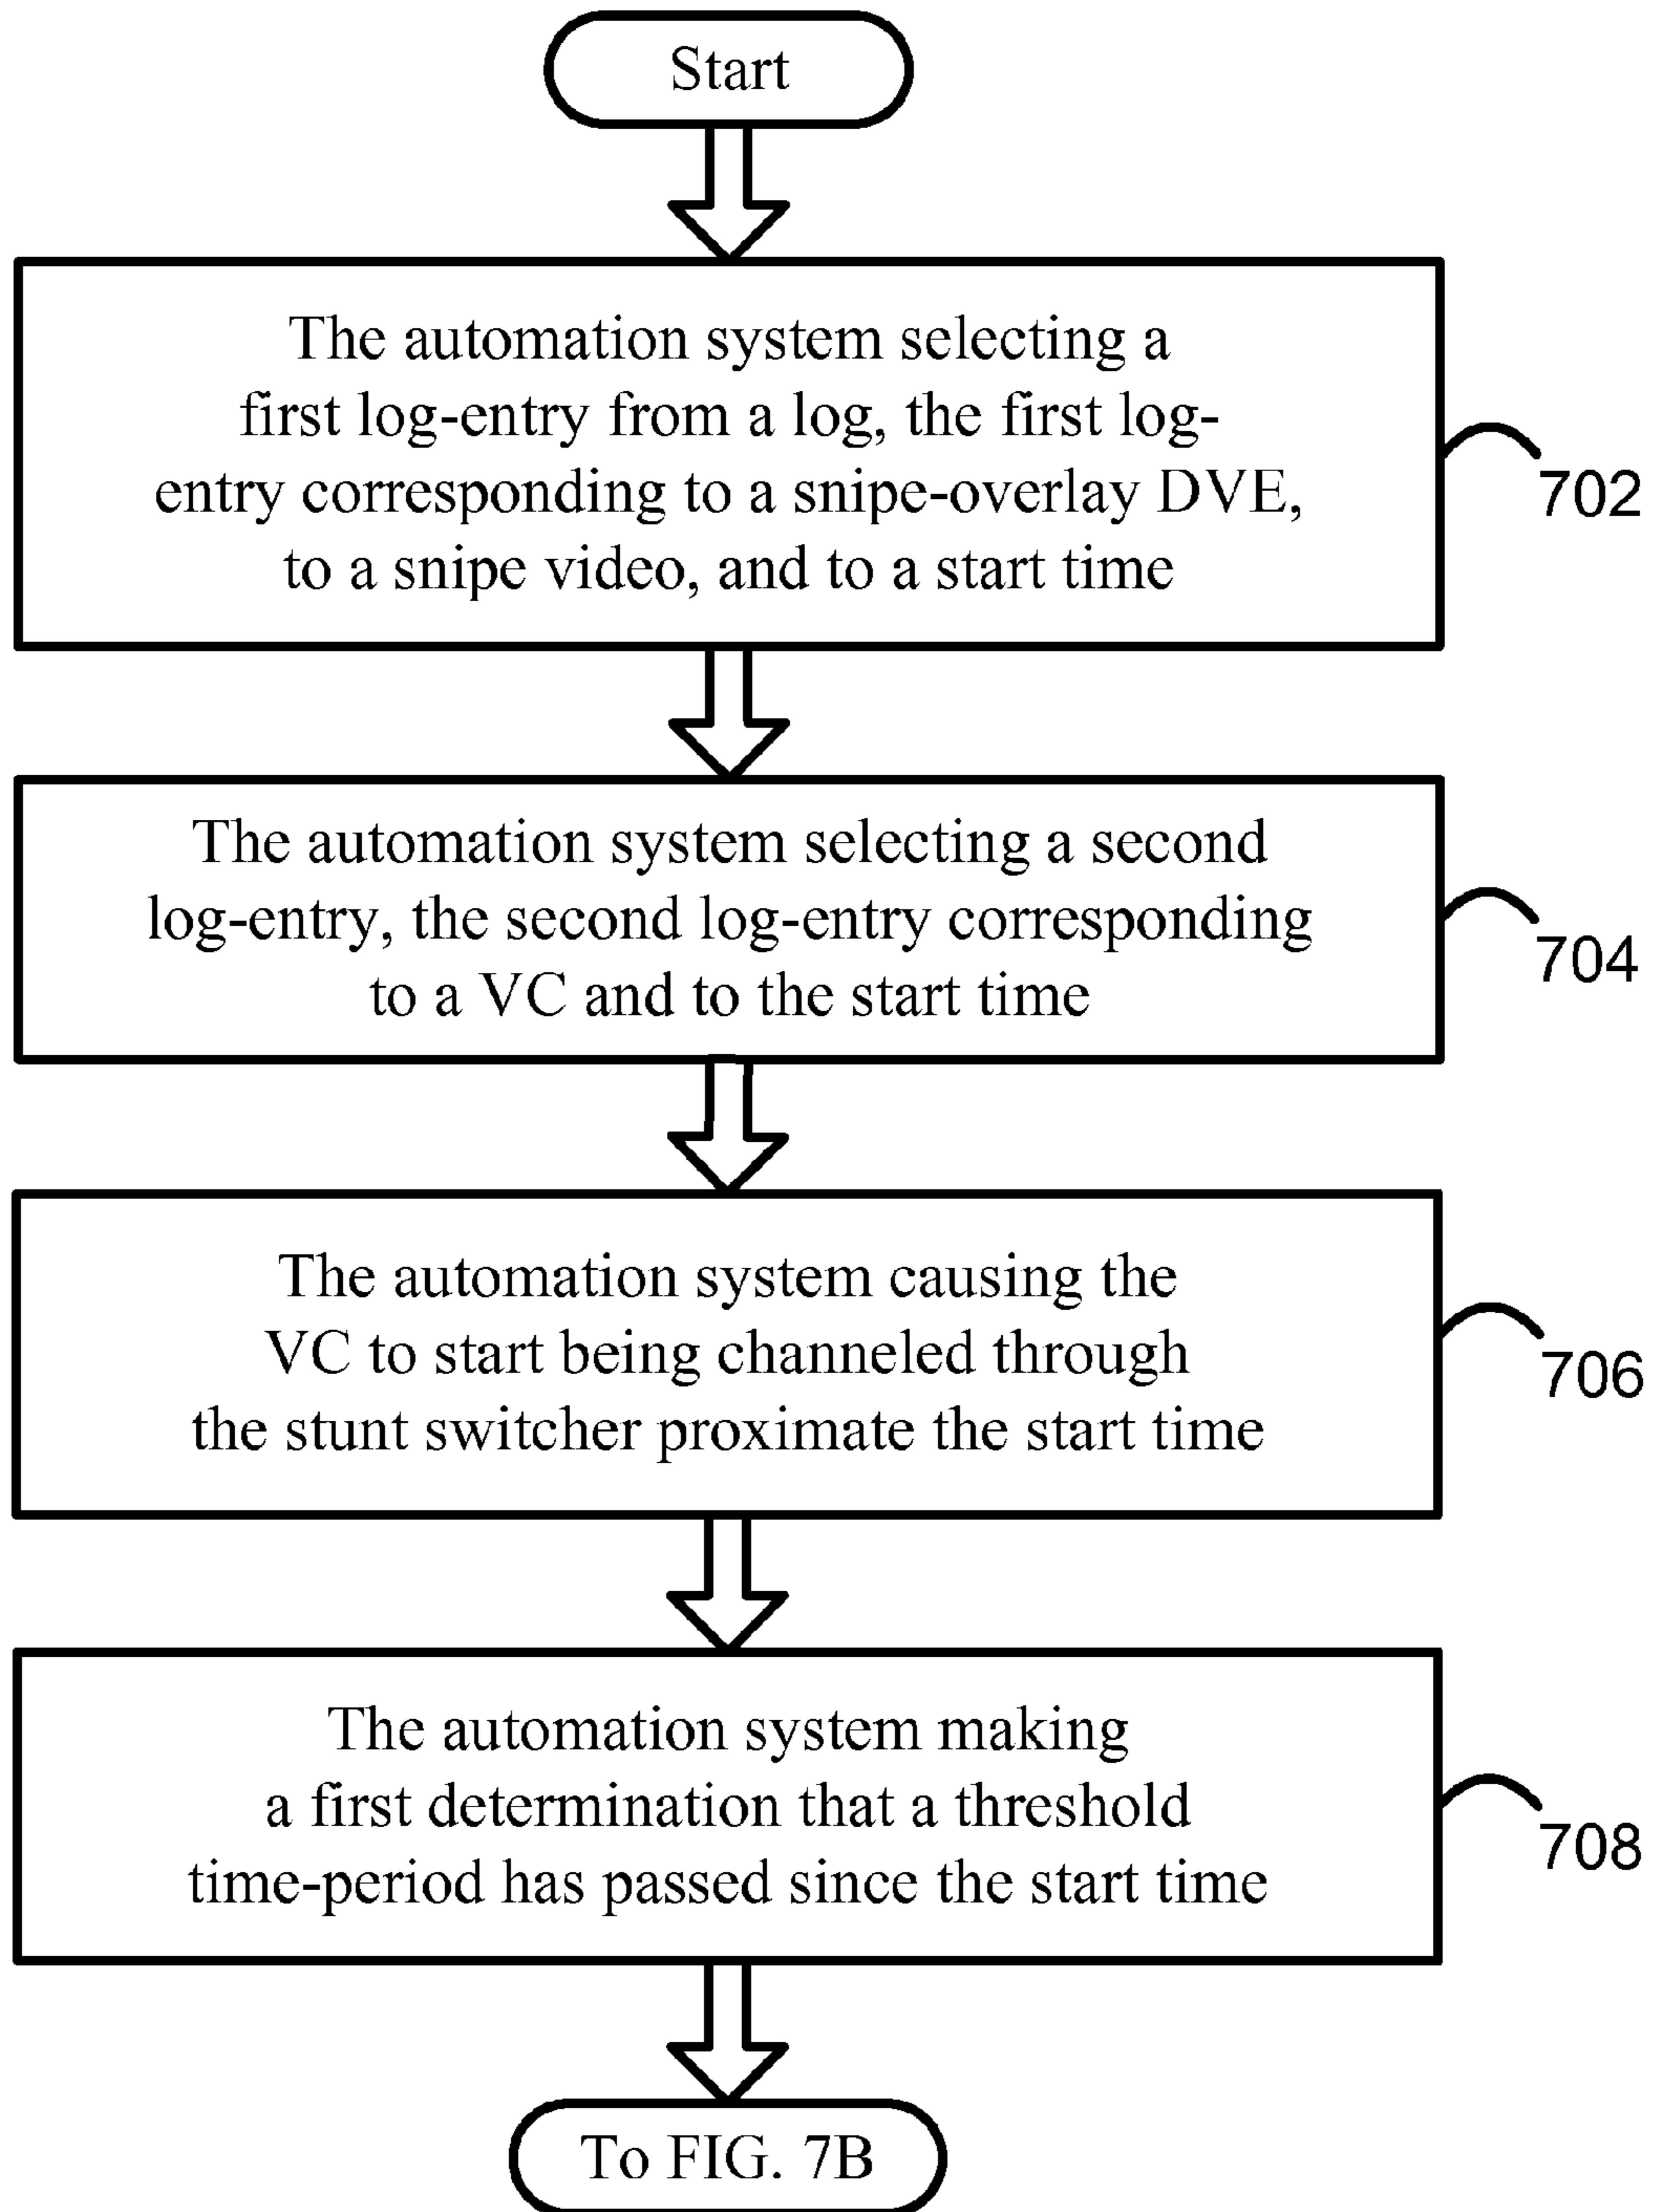 Start
The automation system selecting a
first log-entry from a log, the first log-
entry corresponding to a snipe-overlay DVE,
to a snipe video, and to a start time
702
The automation system selecting a second
log-entry, the second log-entry corresponding
to a VC and to the start time
704
The automation system causing the
VC to start being channeled through
the stunt switcher proximate the start time
706
The automation system making
a first determination that a threshold
time-period has passed since the start time
708
To FIG. 7B